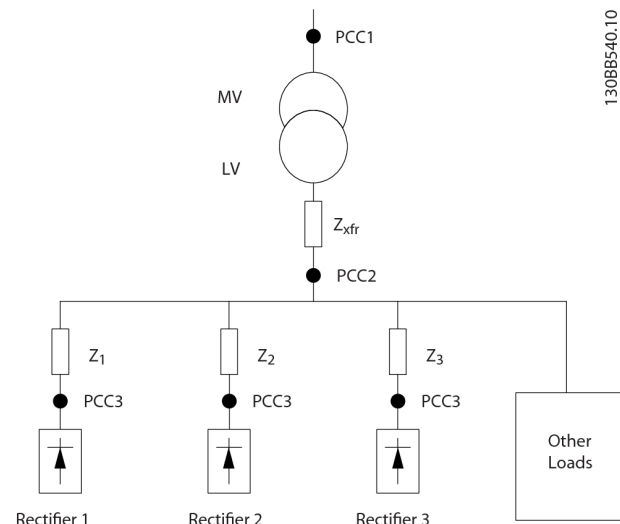 PCC1
130BB540.10
MV
LV
Zxfr
PCC2
Z1
Z2
Z3
PCC3
PCC3
PCC3
Other
Loads
Rectifier 1
Rectifier 2
Rectifier 3